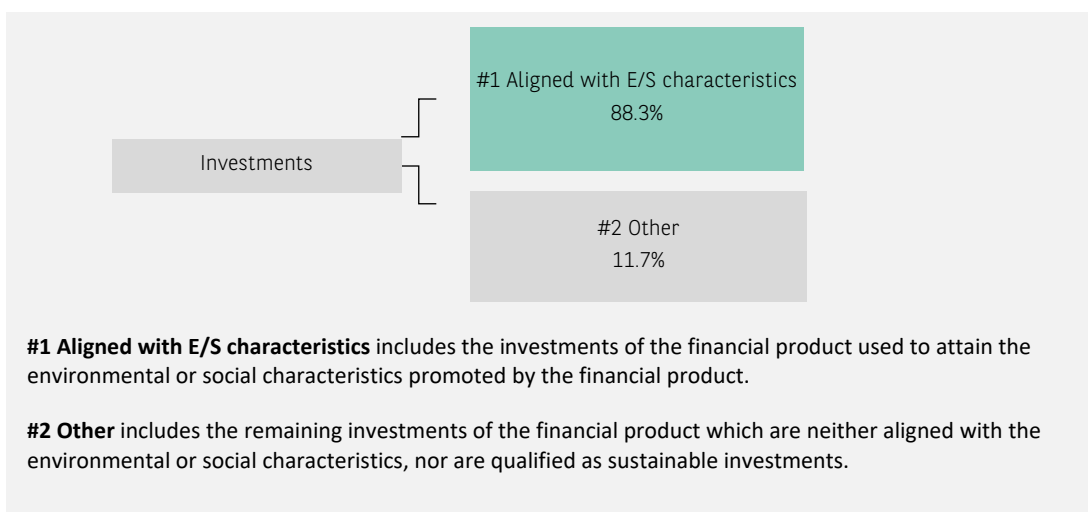 #1 Aligned with E/S characteristics
88.3%
Investments
#2 Other
11.7%
#1 Aligned with E/S characteristics includes the investments of the financial product used to attain the
environmental or social characteristics promoted by the financial product.
#2 Other includes the remaining investments of the financial product which are neither aligned with the
environmental or social characteristics, nor are qualified as sustainable investments.